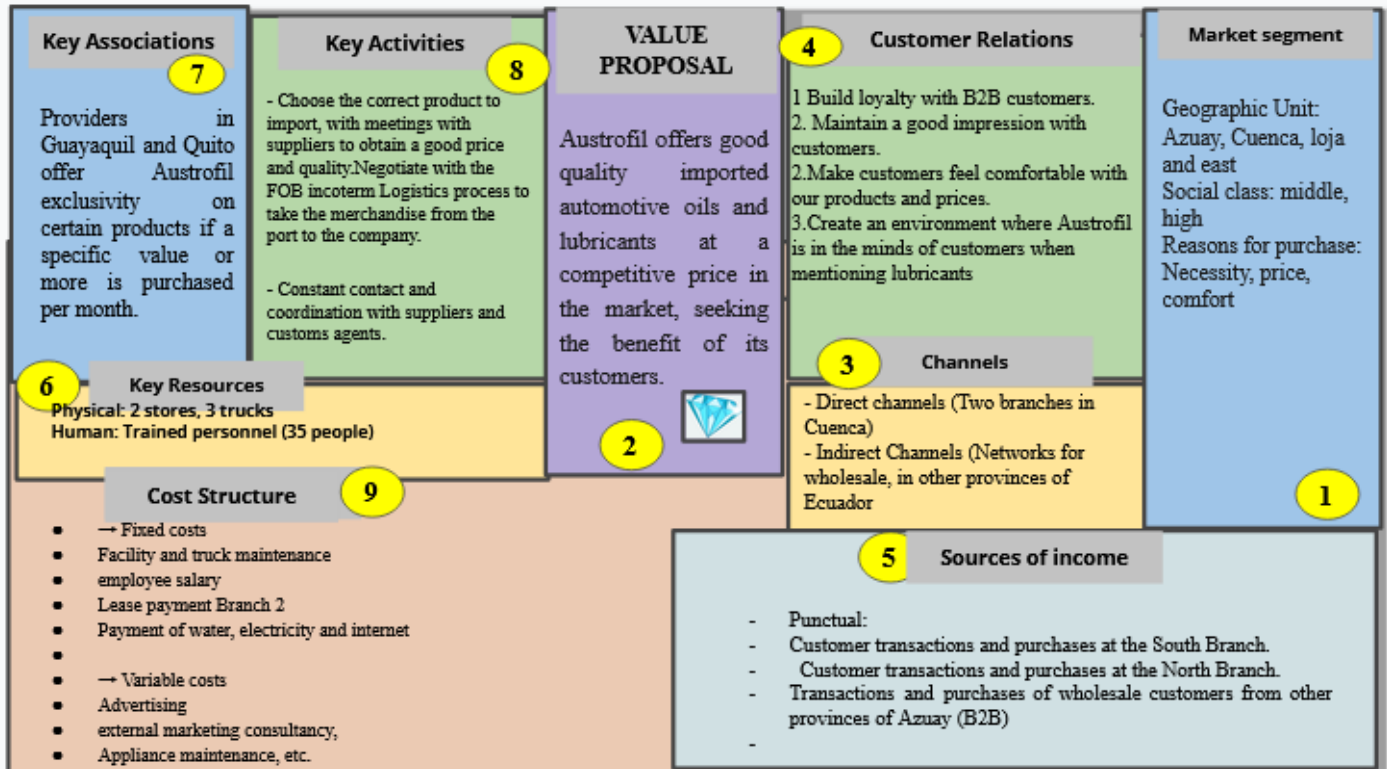 Key Associations
7
Providers in
Guayaquil and Quito
offer Austrofil
exclusivity on
certain products if a
specific value or
more is purchased
per month.
Key Activities
8
- Choose the correct product to
import, with meetings with
suppliers to obtain a good price
and quality.Negotiate with the
FOB incoterm Logistics process to
take the merchandise from the
port to the company.
- Constant contact and
coordination with suppliers and
customs agents.
VALUE
PROPOSAL
Austrofil offers good
quality imported
automotive oils and
lubricants at a
competitive price in
the market, seeking
the benefit of its
customers.
2
4
Customer Relations
1 Build loyalty with B2B customers.
2. Maintain a good impression with
customers.
2.Make customers feel comfortable with
our products and prices.
3.Create an environment where Austrofil
is in the minds of customers when
mentioning lubricants
Market segment
Geographic Unit:
Azuay, Cuenca, loja
and east
Social class: middle,
high
Reasons for purchase:
Necessity, price,
comfort
1
6
Key Resources
Physical: 2 stores, 3 trucks
Human: Trained personnel (35 people)
3
Channels
- Direct channels (Two branches in
Cuenca)
- Indirect Channels (Networks for
wholesale, in other provinces of
Ecuador
Cost Structure
9
● → Fixed costs
● Facility and truck maintenance
● employee salary
● Lease payment Branch 2
● Payment of water, electricity and internet
●
● → Variable costs
● Advertising
● external marketing consultancy,
● Appliance maintenance, etc.
5
Sources of income
- Punctual:
- Customer transactions and purchases at the South Branch.
- Customer transactions and purchases at the North Branch.
- Transactions and purchases of wholesale customers from other
provinces of Azuay (B2B)
-